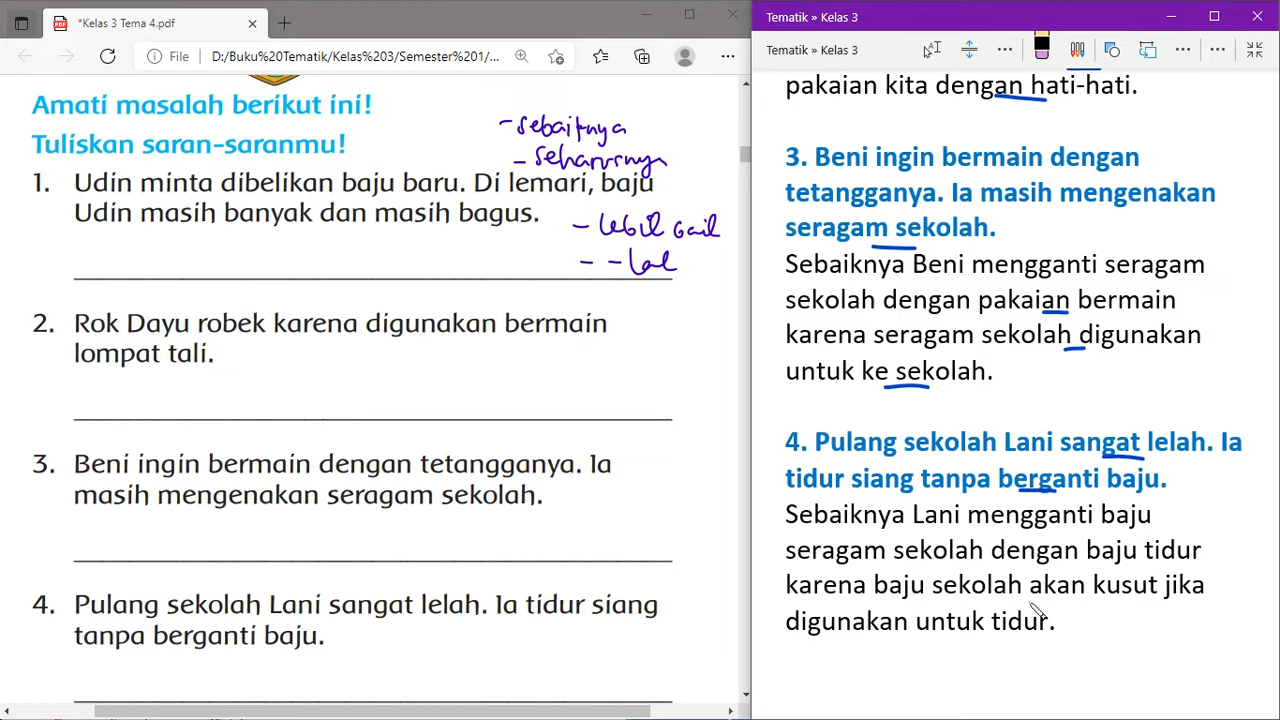 *Kelas 3 Tema 4.pdf
File
D:/Buku%20Tematik/Kelas%203/Semester%201/...
Amati masalah berikut ini!
Tuliskan saran-saranmu!
- sebaiknya
- seharusnya
1. Udin minta dibelikan baju baru. Di lemari, baju
Udin masih banyak dan masih bagus.
- lebih baik
2. Rok Dayu robek karena digunakan bermain
lompat tali.
3. Beni ingin bermain dengan tetangganya. Ia
masih mengenakan seragam sekolah.
4. Pulang sekolah Lani sangat lelah. Ia tidur siang
tanpa berganti baju.
Tematik » Kelas 3
Tematik » Kelas 3
pakaian kita dengan hati-hati.
3. Beni ingin bermain dengan
tetangganya. Ia masih mengenakan
seragam sekolah.
Sebaiknya Beni mengganti seragam
sekolah dengan pakaian bermain
karena seragam sekolah digunakan
untuk ke sekolah.
4. Pulang sekolah Lani sangat lelah. Ia
tidur siang tanpa berganti baju.
Sebaiknya Lani mengganti baju
seragam sekolah dengan baju tidur
karena baju sekolah akan kusut jika
digunakan untuk tidur.